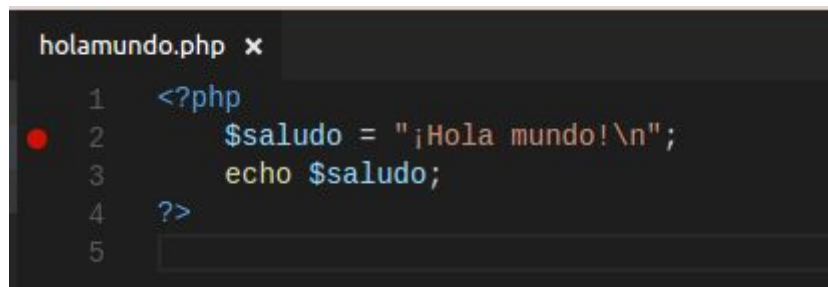 holamundo.php ×
1 <?php
2 $saludo = "¡Hola mundo!\n";
3 echo $saludo;
4 ?>
5